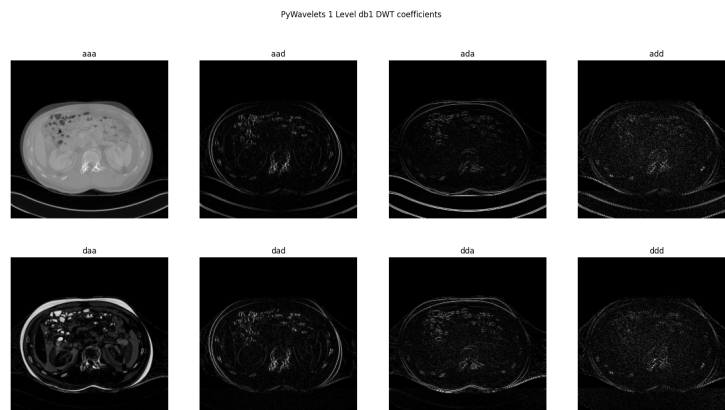 PyWavelets 1 Level db1 DWT coefficients
aaa aad ada add
daa dad dda ddd